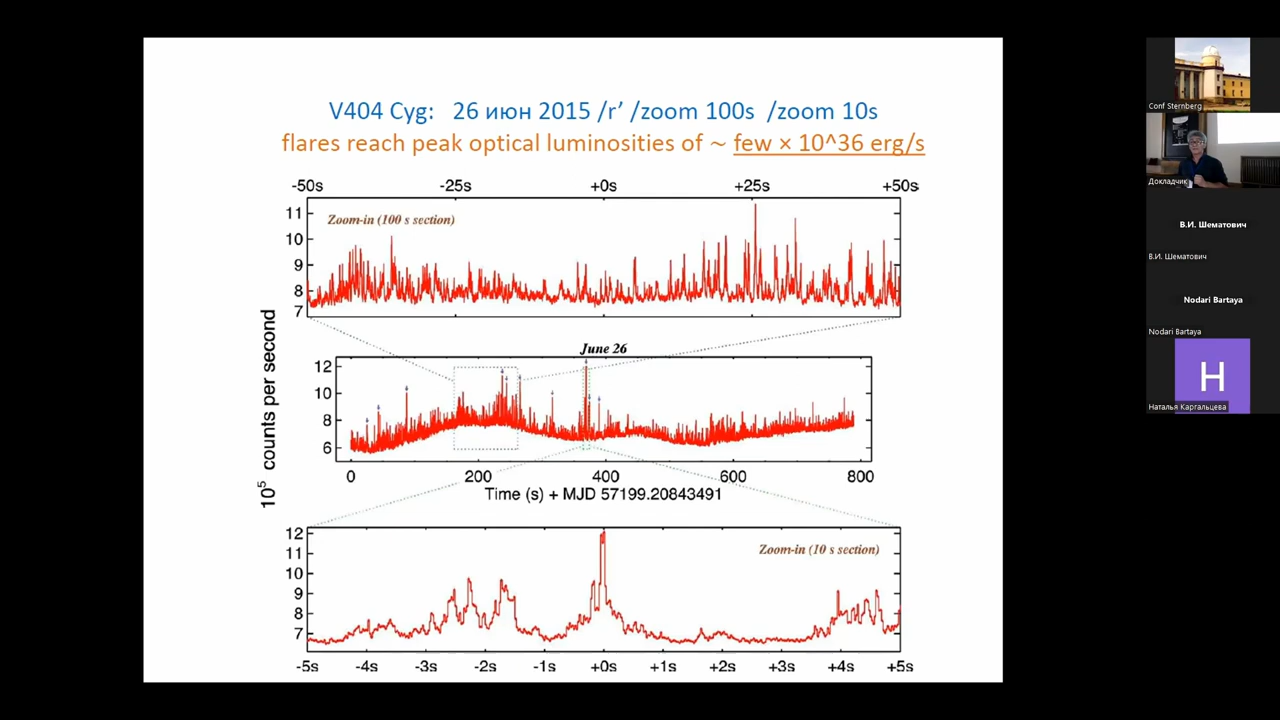 V404 Cyg: 26 июн 2015 /r’ /zoom 100s /zoom 10s
flares reach peak optical luminosities of ~ few × 10^36 erg/s
-50s -25s +0s +25s +50s
Zoom-in (100 s section)
11
10
9
8
7
June 26
12
10
8
6
0 200 400 600 800
Time (s) + MJD 57199.20843491
10⁵ counts per second
Zoom-in (10 s section)
12
11
10
9
8
7
-5s -4s -3s -2s -1s +0s +1s +2s +3s +4s +5s
Conf Sternberg
Докладчик
В.И. Шематович
В.И. Шематович
Nodari Bartaya
Nodari Bartaya
Н
Наталья Каргальцева